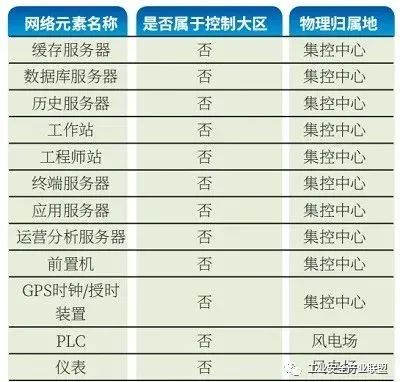 网络元素名称 是否属于控制大区 物理归属地
缓存服务器 否 集控中心
数据库服务器 否 集控中心
历史服务器 否 集控中心
工作站 否 集控中心
工程师站 否 集控中心
终端服务器 否 集控中心
应用服务器 否 集控中心
运营分析服务器 否 集控中心
前置机 否 集控中心
GPS时钟/授时
装置 否 集控中心
PLC 否 风电场
仪表 否 风电场
工业安全产业联盟